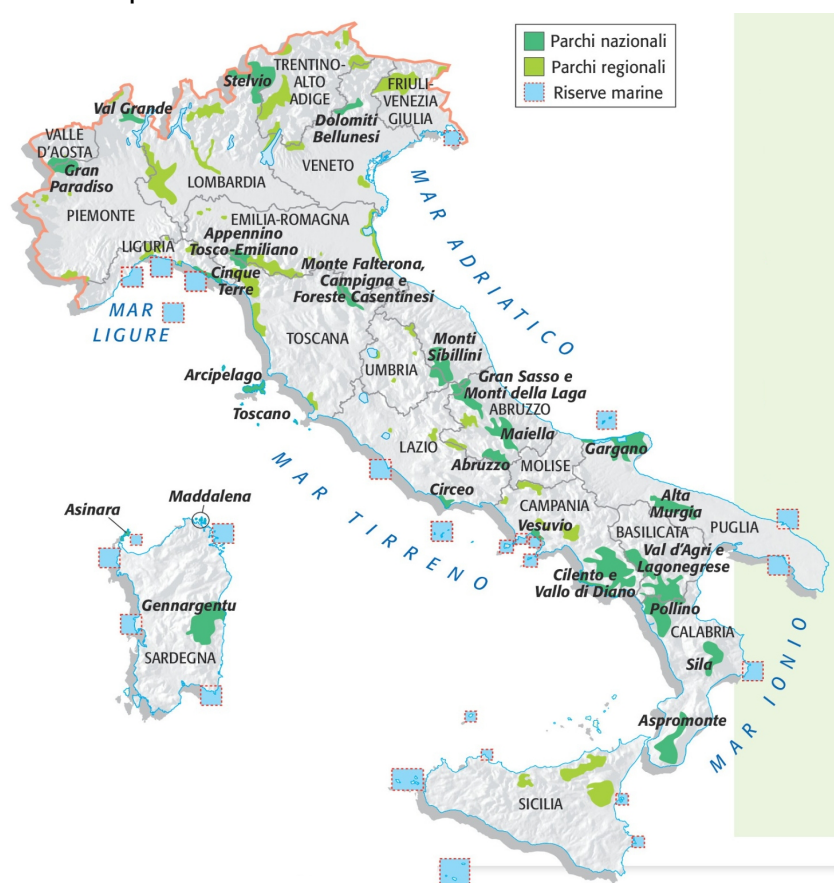 Parchi nazionali
Parchi regionali
Riserve marine
TRENTINO-
ALTO
ADIGE
Stelvio
FRIULI-
VENEZIA
GIULIA
Val Grande
Dolomiti
Bellunesi
VALLE
D'AOSTA
VENETO
Gran
Paradiso
LOMBARDIA
PIEMONTE
EMILIA-ROMAGNA
Appennino
Tosco-Emiliano
LIGURIA
Cinque
Terre
Monte Falterona,
Campigna e
Foreste Casentinesi
MAR ADRIATICO
MAR
LIGURE
TOSCANA
Monti
Sibillini
UMBRIA
Arcipelago
Toscano
Gran Sasso e
Monti della Laga
ABRUZZO
Maiella
LAZIO
Abruzzo
MOLISE
Gargano
MAR TIRRENO
Circeo
CAMPANIA
Vesuvio
Alta
Murgia
PUGLIA
BASILICATA
Val d'Agri e
Lagonegrese
Maddalena
Asinara
Cilento e
Vallo di Diano
Gennargentu
Pollino
CALABRIA
SARDEGNA
Sila
MAR IONIO
Aspromonte
SICILIA